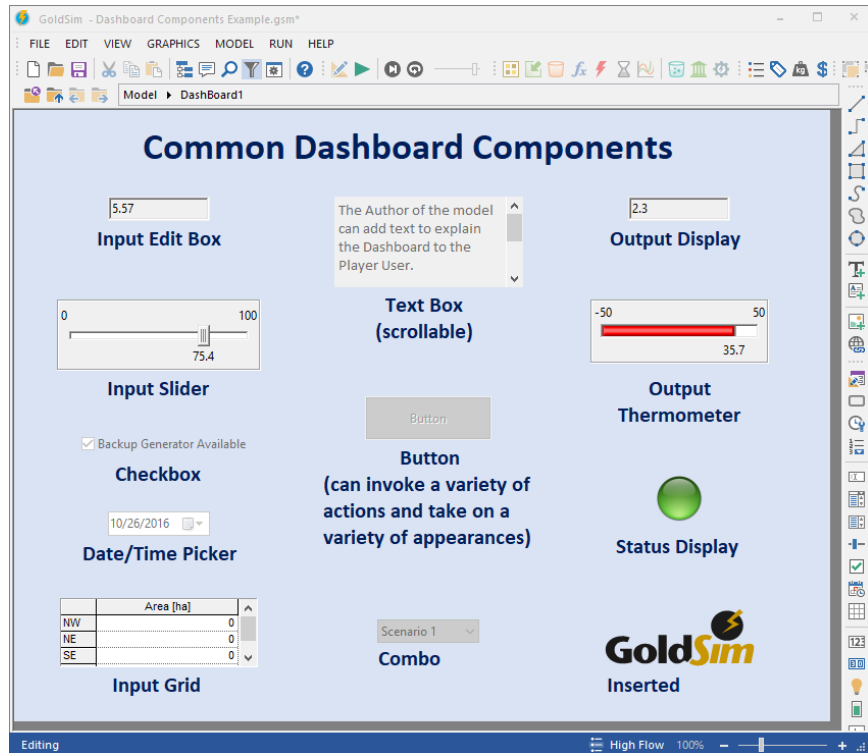 GoldSim - Dashboard Components Example.gsm*
FILE EDIT VIEW GRAPHICS MODEL RUN HELP
Model DashBoard1
Common Dashboard Components
5.57
Input Edit Box
The Author of the model
can add text to explain
the Dashboard to the
Player User.
Text Box
(scrollable)
2.3
Output Display
0 100
75.4
Input Slider
-50 50
35.7
Output
Thermometer
Backup Generator Available
Checkbox
Button
Button
(can invoke a variety of
actions and take on a
variety of appearances)
Status Display
10/26/2016
Date/Time Picker
Area [ha]
NW 0
NE 0
SE 0
Input Grid
Scenario 1
Combo
GoldSim
Inserted
Editing
High Flow 100%